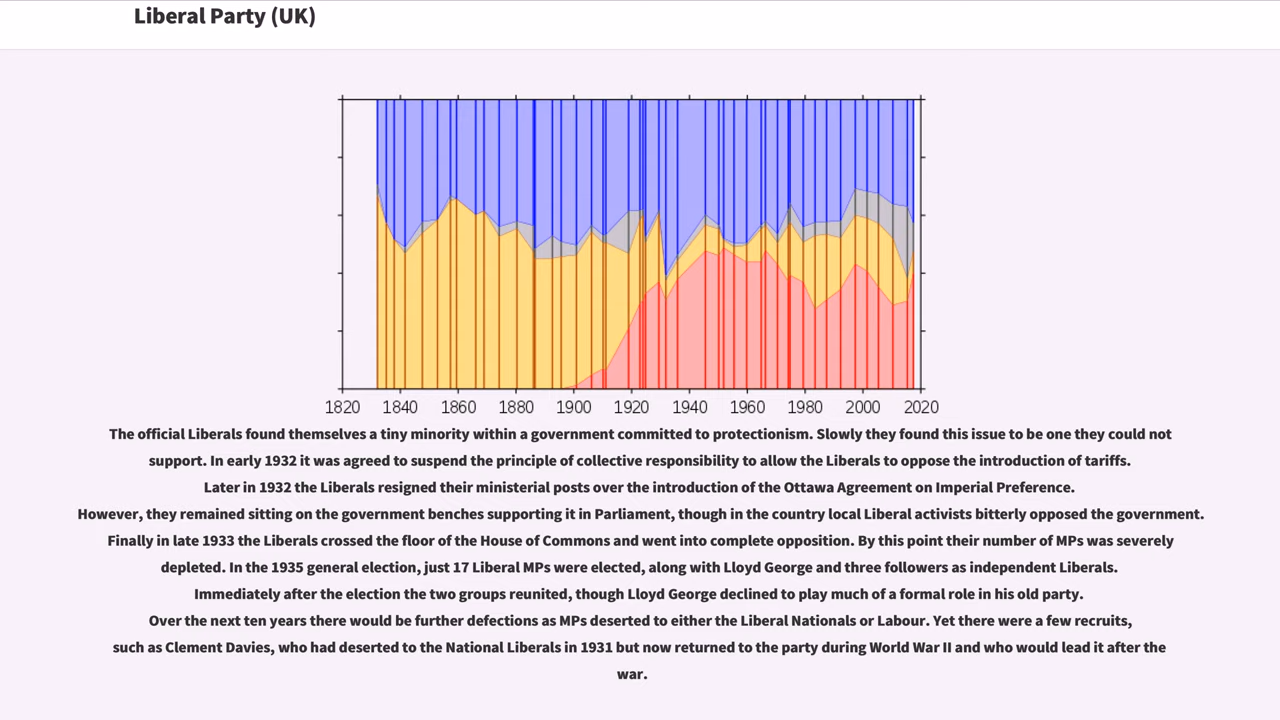 Liberal Party (UK)
1820 1840 1860 1880 1900 1920 1940 1960 1980 2000 2020
The official Liberals found themselves a tiny minority within a government committed to protectionism. Slowly they found this issue to be one they could not
support. In early 1932 it was agreed to suspend the principle of collective responsibility to allow the Liberals to oppose the introduction of tariffs.
Later in 1932 the Liberals resigned their ministerial posts over the introduction of the Ottawa Agreement on Imperial Preference.
However, they remained sitting on the government benches supporting it in Parliament, though in the country local Liberal activists bitterly opposed the government.
Finally in late 1933 the Liberals crossed the floor of the House of Commons and went into complete opposition. By this point their number of MPs was severely
depleted. In the 1935 general election, just 17 Liberal MPs were elected, along with Lloyd George and three followers as independent Liberals.
Immediately after the election the two groups reunited, though Lloyd George declined to play much of a formal role in his old party.
Over the next ten years there would be further defections as MPs deserted to either the Liberal Nationals or Labour. Yet there were a few recruits,
such as Clement Davies, who had deserted to the National Liberals in 1931 but now returned to the party during World War II and who would lead it after the
war.